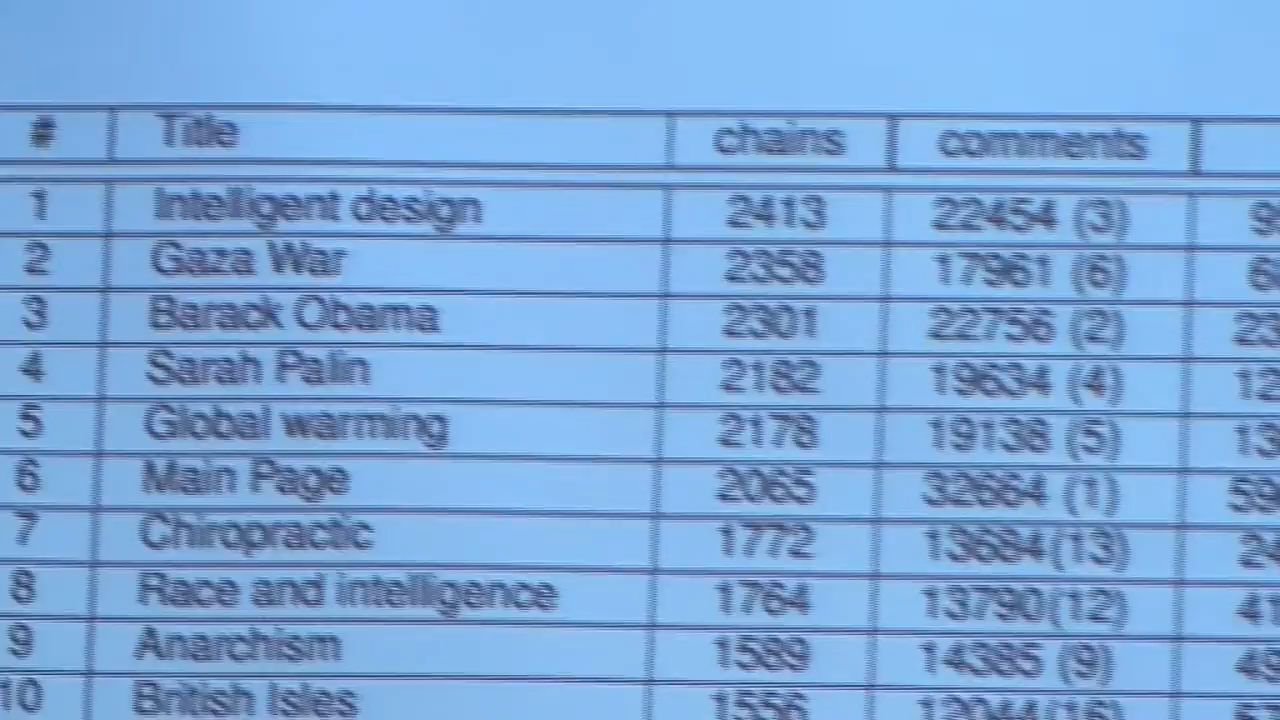 # Title chains comments
1 Intelligent design 2413 22454 (3)
2 Gaza War 2358 17961 (6)
3 Barack Obama 2301 22756 (2)
4 Sarah Palin 2182 19634 (4)
5 Global warming 2178 19138 (5)
6 Main Page 2065 32664 (1)
7 Chiropractic 1772 13684 (13)
8 Race and intelligence 1764 13790 (12)
9 Anarchism 1589 14385 (9)
10 British Isles 1556